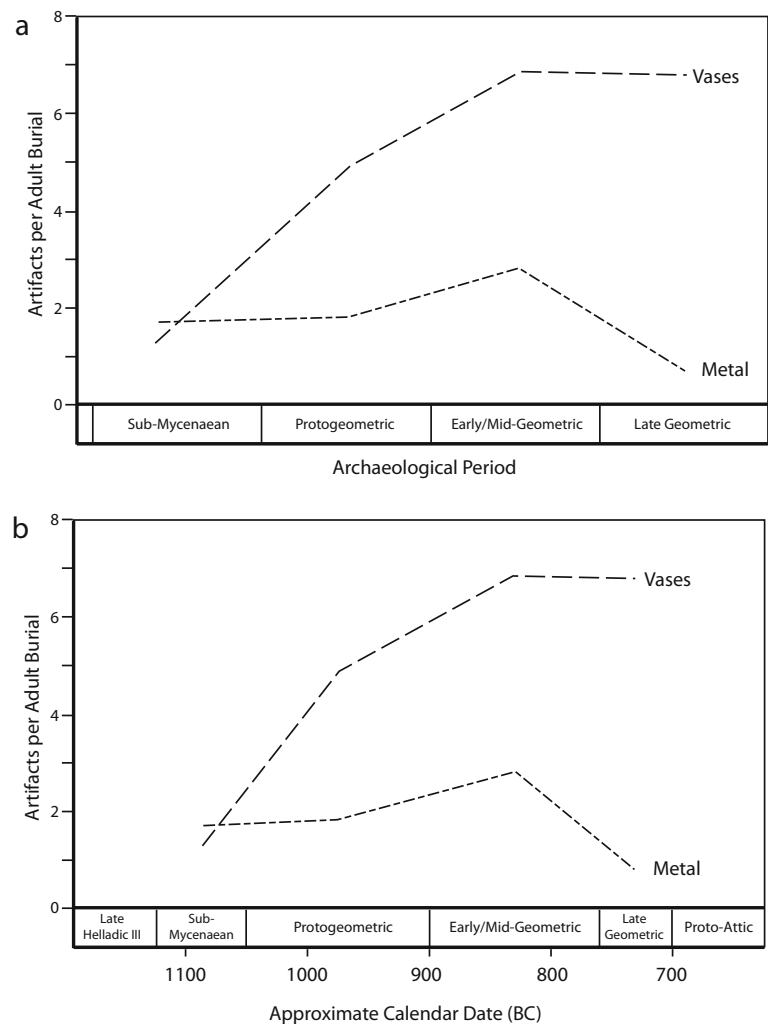 a
8
6
4
2
0
Artifacts per Adult Burial
Vases
Metal
Sub-Mycenaean
Protogeometric
Early/Mid-Geometric
Late Geometric
Archaeological Period
b
8
6
4
2
0
Artifacts per Adult Burial
Vases
Metal
Late
Helladic III
Sub-
Mycenaean
Protogeometric
Early/Mid-Geometric
Late
Geometric
Proto-Attic
1100 1000 900 800 700
Approximate Calendar Date (BC)